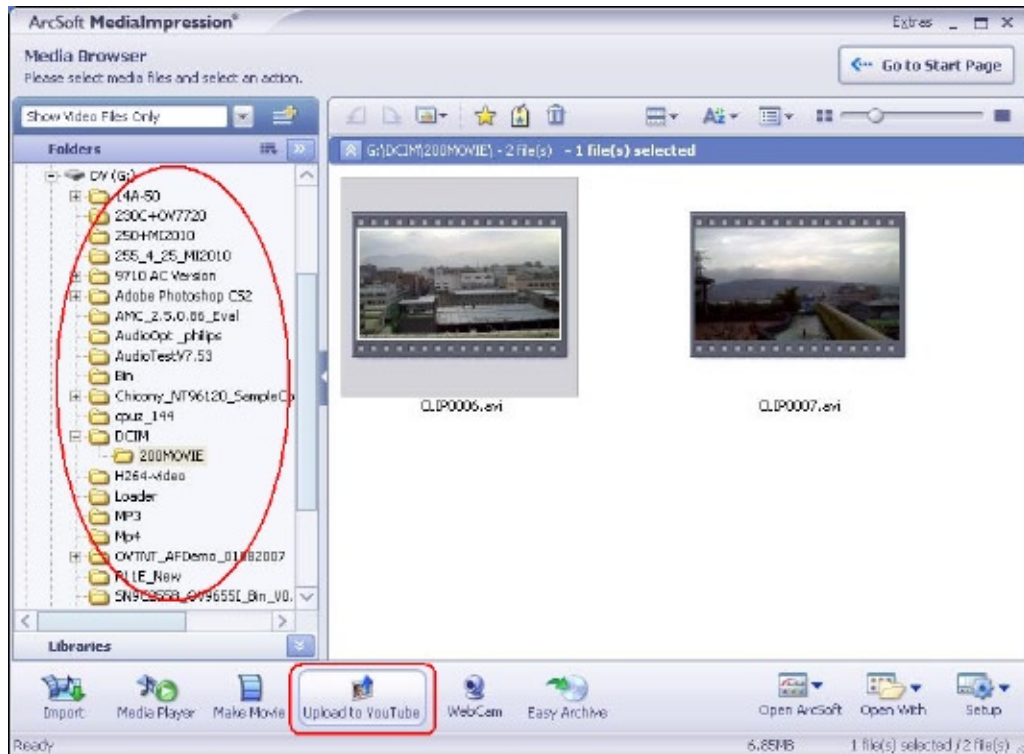 ArcSoft MediaImpression®
Extras
Media Browser
Please select media files and select an action.
Go to Start Page
Show Video Files Only
Folders
G:\DCIM\200MOVIE\ - 2 file(s) - 1 file(s) selected
DV (G:)
14A-50
230C+OV7720
250+MI2010
255_4_25_MI2010
9710 AC Version
Adobe Photoshop CS2
AMC_2.5.0.86_Eval
AudioOpt _philips
AudioTestV7.53
Bin
Chicony_NT96120_SampleCo
cpuz_144
DCIM
200MOVIE
H264-video
Loader
MP3
Mp4
OVTNT_AFDemo_01082007
CLIP0006.avi
CLIP0007.avi
Libraries
Import
Media Player
Make Movie
Upload to YouTube
WebCam
Easy Archive
Open ArcSoft
Open With
Setup
Ready
6.85MB
1 file(s) selected / 2 file(s)